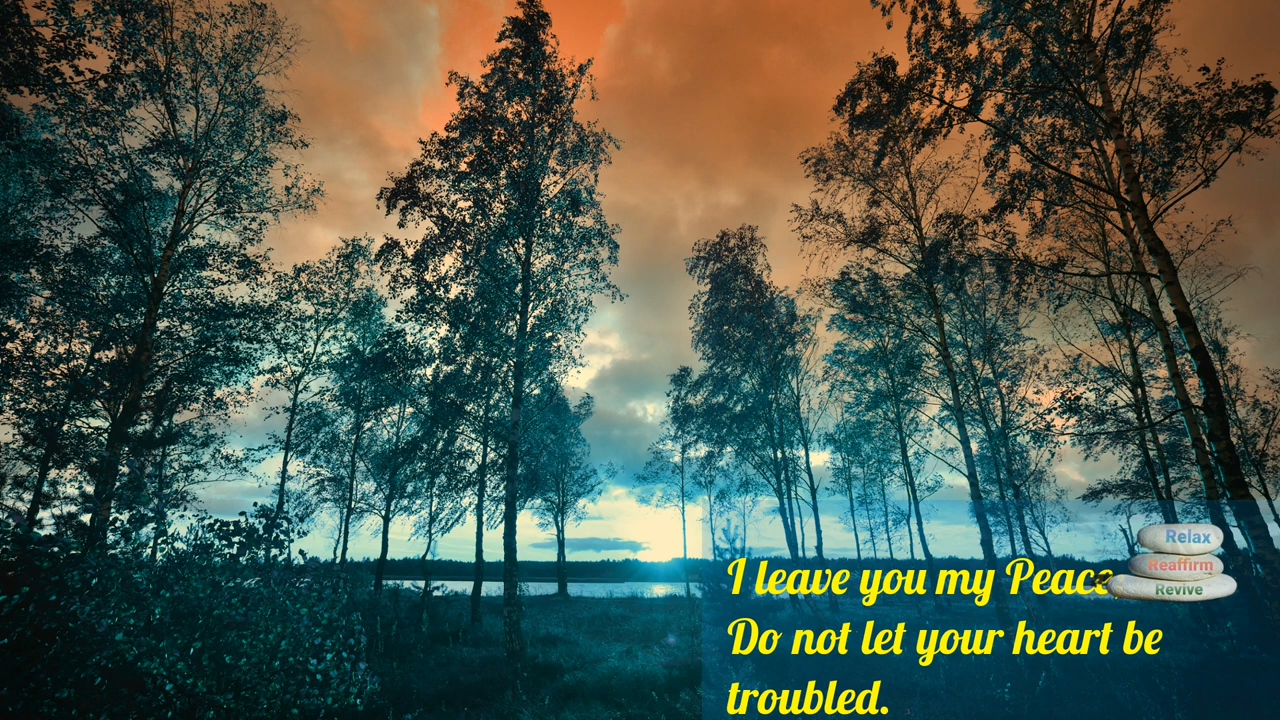 Relax
Reaffirm
Revive
I leave you my Peace
Do not let your heart be
troubled.